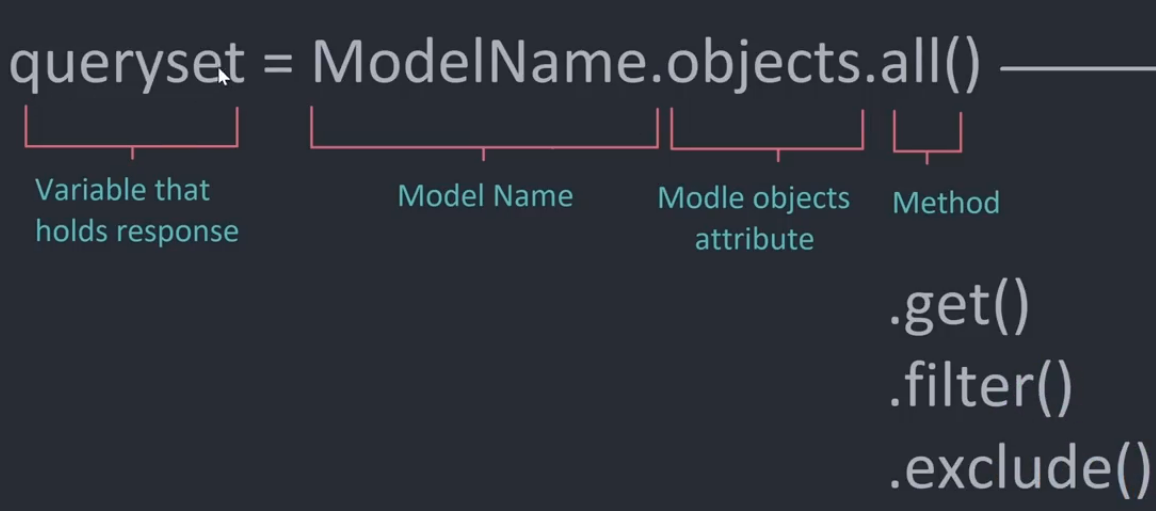 queryset = ModelName.objects.all()
Variable that
holds response
Model Name
Modle objects
attribute
Method
.get()
.filter()
.exclude()